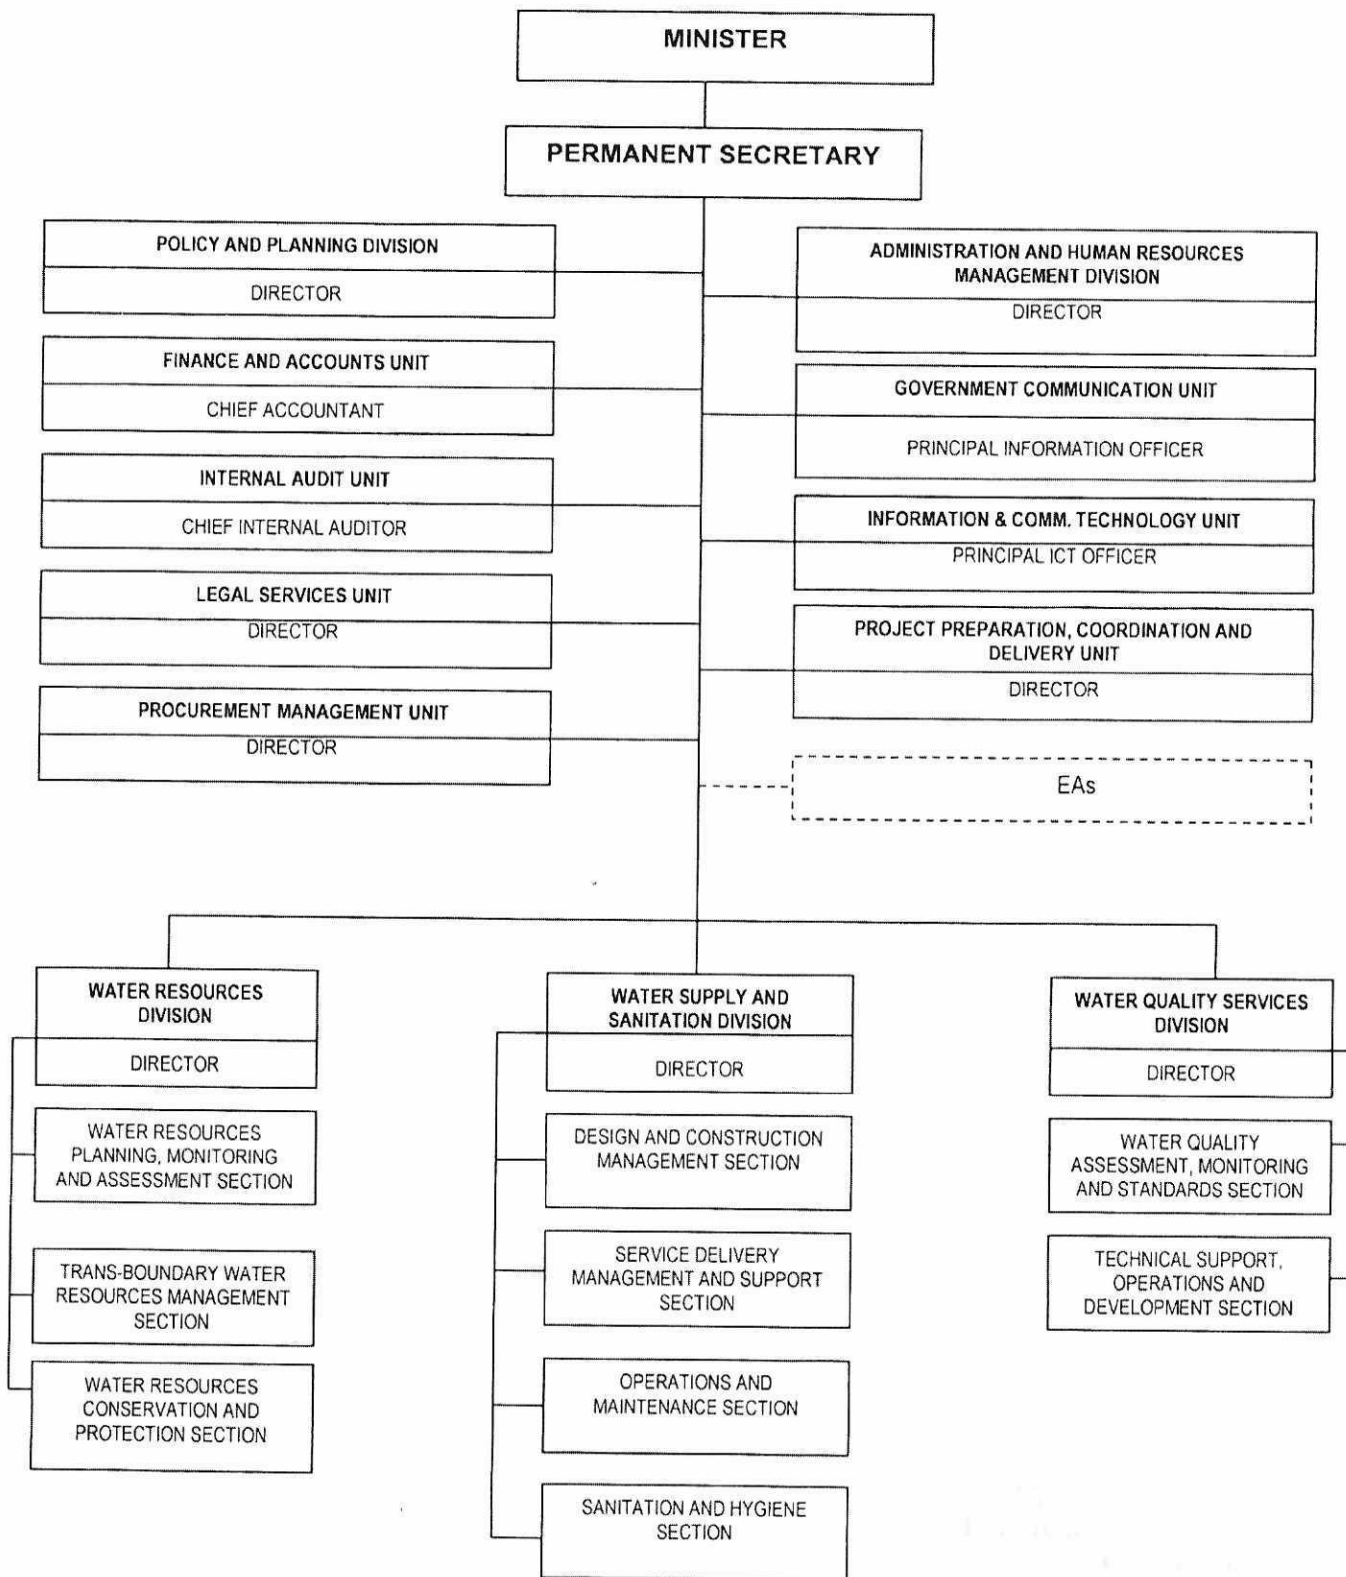 MINISTER
PERMANENT SECRETARY
POLICY AND PLANNING DIVISION
DIRECTOR
FINANCE AND ACCOUNTS UNIT
CHIEF ACCOUNTANT
INTERNAL AUDIT UNIT
CHIEF INTERNAL AUDITOR
LEGAL SERVICES UNIT
DIRECTOR
PROCUREMENT MANAGEMENT UNIT
DIRECTOR
ADMINISTRATION AND HUMAN RESOURCES
MANAGEMENT DIVISION
DIRECTOR
GOVERNMENT COMMUNICATION UNIT
PRINCIPAL INFORMATION OFFICER
INFORMATION & COMM. TECHNOLOGY UNIT
PRINCIPAL ICT OFFICER
PROJECT PREPARATION, COORDINATION AND
DELIVERY UNIT
DIRECTOR
EAs
WATER RESOURCES
DIVISION
DIRECTOR
WATER RESOURCES
PLANNING, MONITORING
AND ASSESSMENT SECTION
TRANS-BOUNDARY WATER
RESOURCES MANAGEMENT
SECTION
WATER RESOURCES
CONSERVATION AND
PROTECTION SECTION
WATER SUPPLY AND
SANITATION DIVISION
DIRECTOR
DESIGN AND CONSTRUCTION
MANAGEMENT SECTION
SERVICE DELIVERY
MANAGEMENT AND SUPPORT
SECTION
OPERATIONS AND
MAINTENANCE SECTION
SANITATION AND HYGIENE
SECTION
WATER QUALITY SERVICES
DIVISION
DIRECTOR
WATER QUALITY
ASSESSMENT, MONITORING
AND STANDARDS SECTION
TECHNICAL SUPPORT,
OPERATIONS AND
DEVELOPMENT SECTION